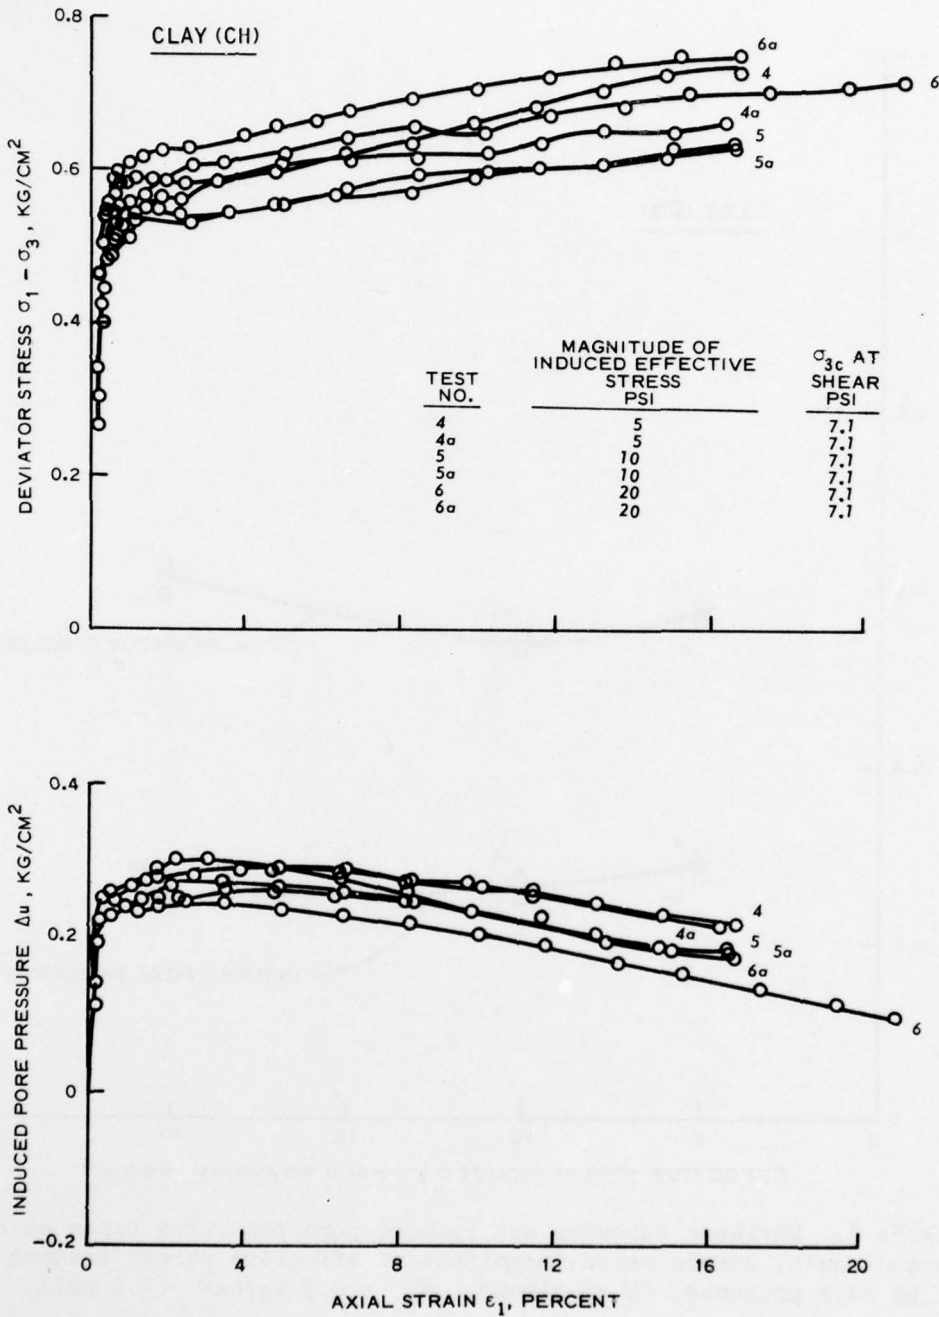 CLAY (CH)
0.8
0.6
0.4
0.2
0
DEVIATOR STRESS σ1 – σ3, KG/CM2
6a
4
6
4a
5
5a
TEST NO.
MAGNITUDE OF INDUCED EFFECTIVE STRESS PSI
σ3c AT SHEAR PSI
4 5 7.1
4a 5 7.1
5 10 7.1
5a 10 7.1
6 20 7.1
6a 20 7.1
0 4 8 12 16 20
0.4
0.2
0
-0.2
INDUCED PORE PRESSURE Δu, KG/CM2
4
4a
5
5a
6a
6
0 4 8 12 16 20
AXIAL STRAIN ε1, PERCENT